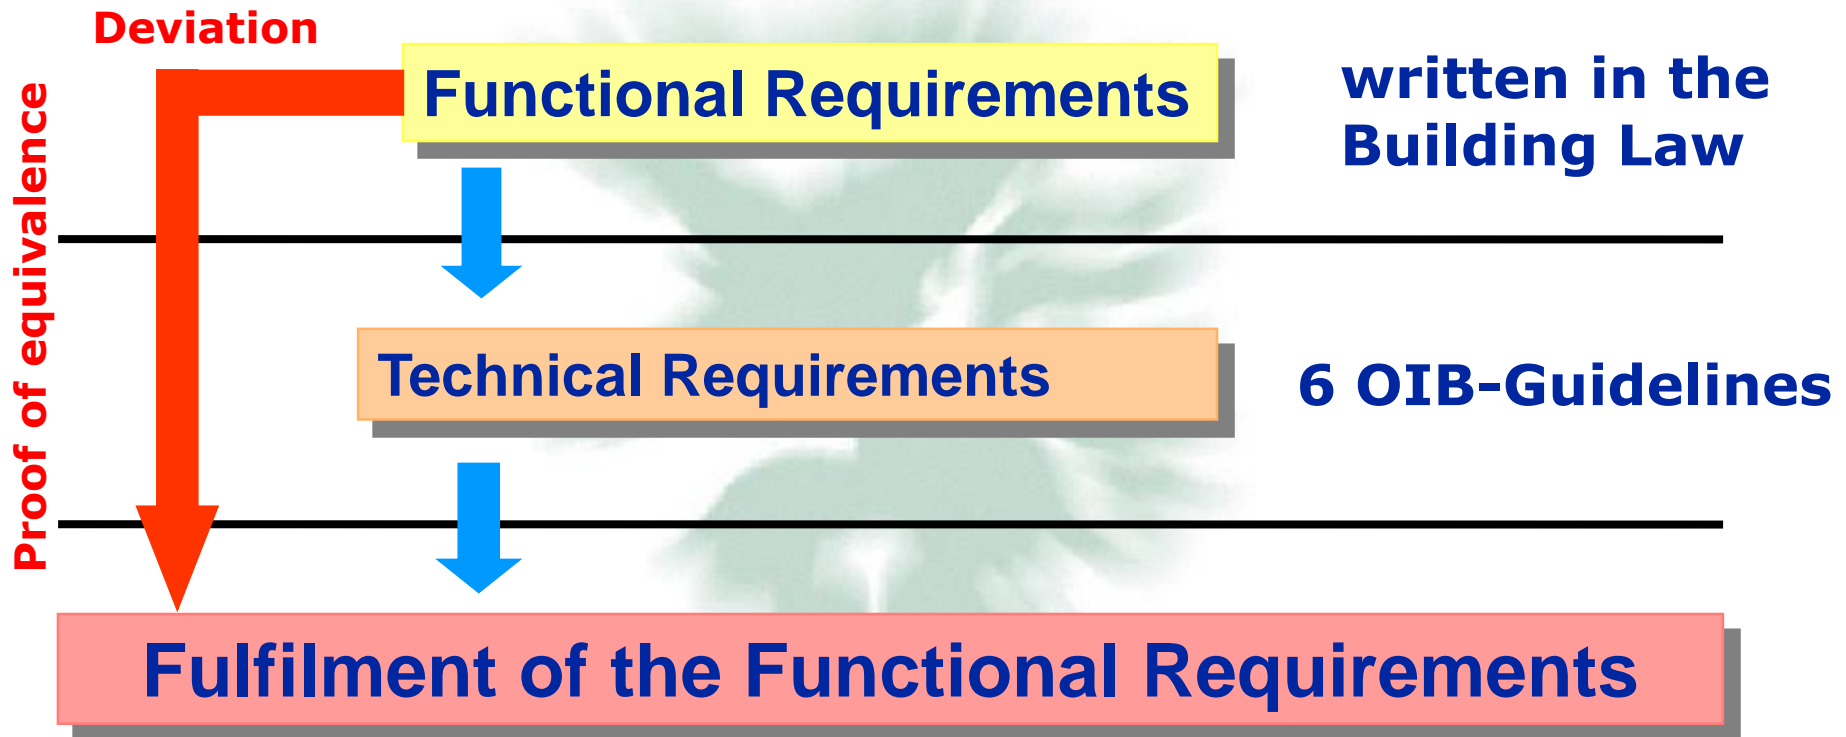 Deviation
Functional Requirements
written in the
Building Law
Proof of equivalence
Technical Requirements
6 OIB-Guidelines
Fulfilment of the Functional Requirements